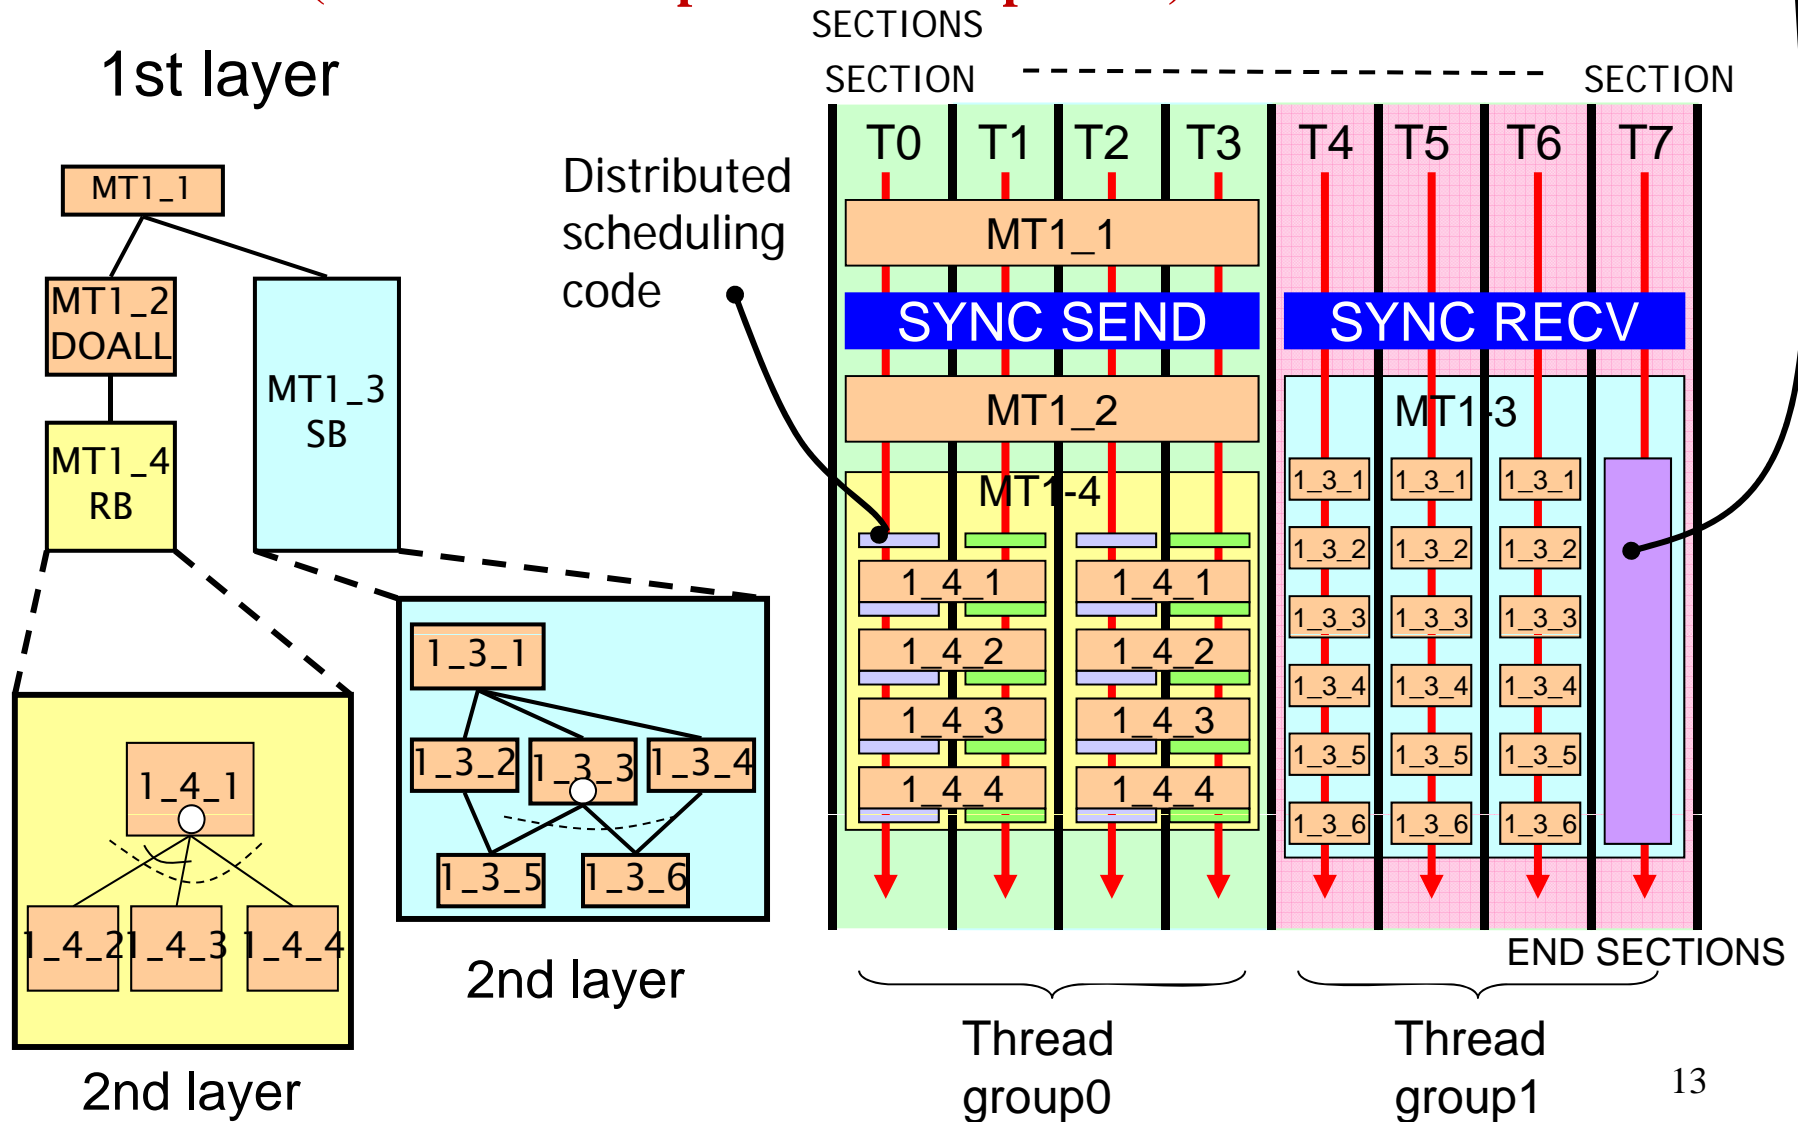 SECTIONS
1st layer
SECTION
SECTION
T0 T1 T2 T3 T4 T5 T6 T7
Distributed
scheduling
code
MT1_1
MT1_2
DOALL
MT1_3
SB
MT1_4
RB
MT1_1
SYNC SEND
SYNC RECV
MT1_2
MT1-3
MT1-4
1_3_1 1_3_1 1_3_1
1_3_2 1_3_2 1_3_2
1_3_3 1_3_3 1_3_3
1_3_4 1_3_4 1_3_4
1_3_5 1_3_5 1_3_5
1_3_6 1_3_6 1_3_6
1_4_1 1_4_1
1_4_2 1_4_2
1_4_3 1_4_3
1_4_4 1_4_4
1_3_1
1_3_2 1_3_3 1_3_4
1_3_5 1_3_6
1_4_1
1_4_2 1_4_3 1_4_4
2nd layer
2nd layer
END SECTIONS
Thread
group0
Thread
group1
13